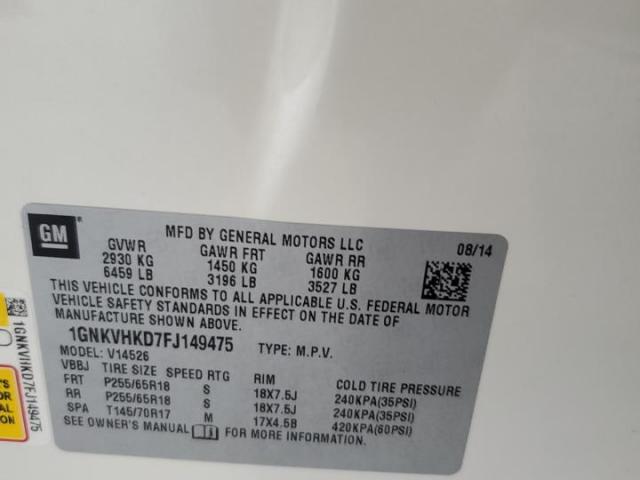 GM
MFD BY GENERAL MOTORS LLC
08/14
GVWR GAWR FRT GAWR RR
2930 KG 1450 KG 1600 KG
6459 LB 3196 LB 3527 LB
THIS VEHICLE CONFORMS TO ALL APPLICABLE U.S. FEDERAL MOTOR
VEHICLE SAFETY STANDARDS IN EFFECT ON THE DATE OF
MANUFACTURE SHOWN ABOVE.
1GNKVHKD7FJ149475 TYPE: M.P.V.
MODEL: V14526
VBBJ TIRE SIZE SPEED RTG RIM COLD TIRE PRESSURE
FRT P255/65R18 S 18X7.5J 240KPA(35PSI)
RR P255/65R18 S 18X7.5J 240KPA(35PSI)
SPA T145/70R17 M 17X4.5B 420KPA(60PSI)
SEE OWNER'S MANUAL FOR MORE INFORMATION.
1GNKVHKD7FJ149475